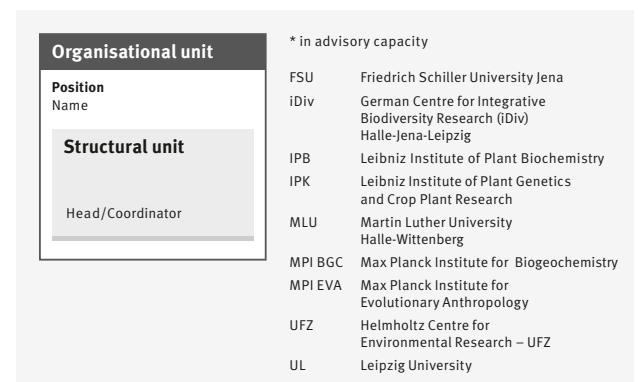 Organisational unit
Position
Name
Structural unit
Head/Coordinator
* in advisory capacity
FSU Friedrich Schiller University Jena
iDiv German Centre for Integrative
Biodiversity Research (iDiv)
Halle-Jena-Leipzig
IPB Leibniz Institute of Plant Biochemistry
IPK Leibniz Institute of Plant Genetics
and Crop Plant Research
MLU Martin Luther University
Halle-Wittenberg
MPI BGC Max Planck Institute for Biogeochemistry
MPI EVA Max Planck Institute for
Evolutionary Anthropology
UFZ Helmholtz Centre for
Environmental Research – UFZ
UL Leipzig University